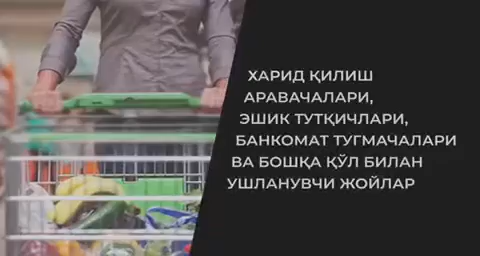 ХАРИД ҚИЛИШ
АРАВАЧАЛАРИ,
ЭШИК ТУТҚИЧЛАРИ,
БАНКОМАТ ТУГМАЧАЛАРИ
ВА БОШҚА ҚЎЛ БИЛАН
УШЛАНУВЧИ ЖОЙЛАР